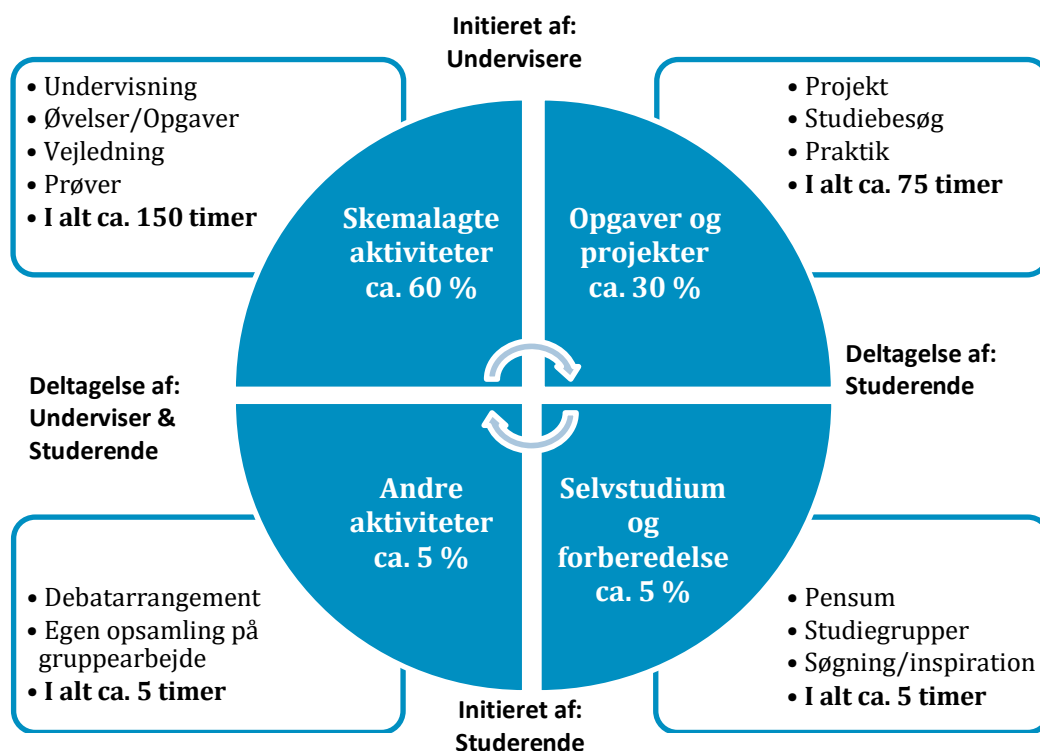 Initieret af:
Undervisere
• Undervisning
• Øvelser/Opgaver
• Vejledning
• Prøver
• I alt ca. 150 timer
• Projekt
• Studiebesøg
• Praktik
• I alt ca. 75 timer
Skemalagte
aktiviteter
ca. 60 %
Opgaver og
projekter
ca. 30 %
Deltagelse af:
Underviser &
Studerende
Deltagelse af:
Studerende
Andre
aktiviteter
ca. 5 %
Selvstudium
og
forberedelse
ca. 5 %
• Debatarrangement
• Egen opsamling på
gruppearbejde
• I alt ca. 5 timer
• Pensum
• Studiegrupper
• Søgning/inspiration
• I alt ca. 5 timer
Initieret af:
Studerende